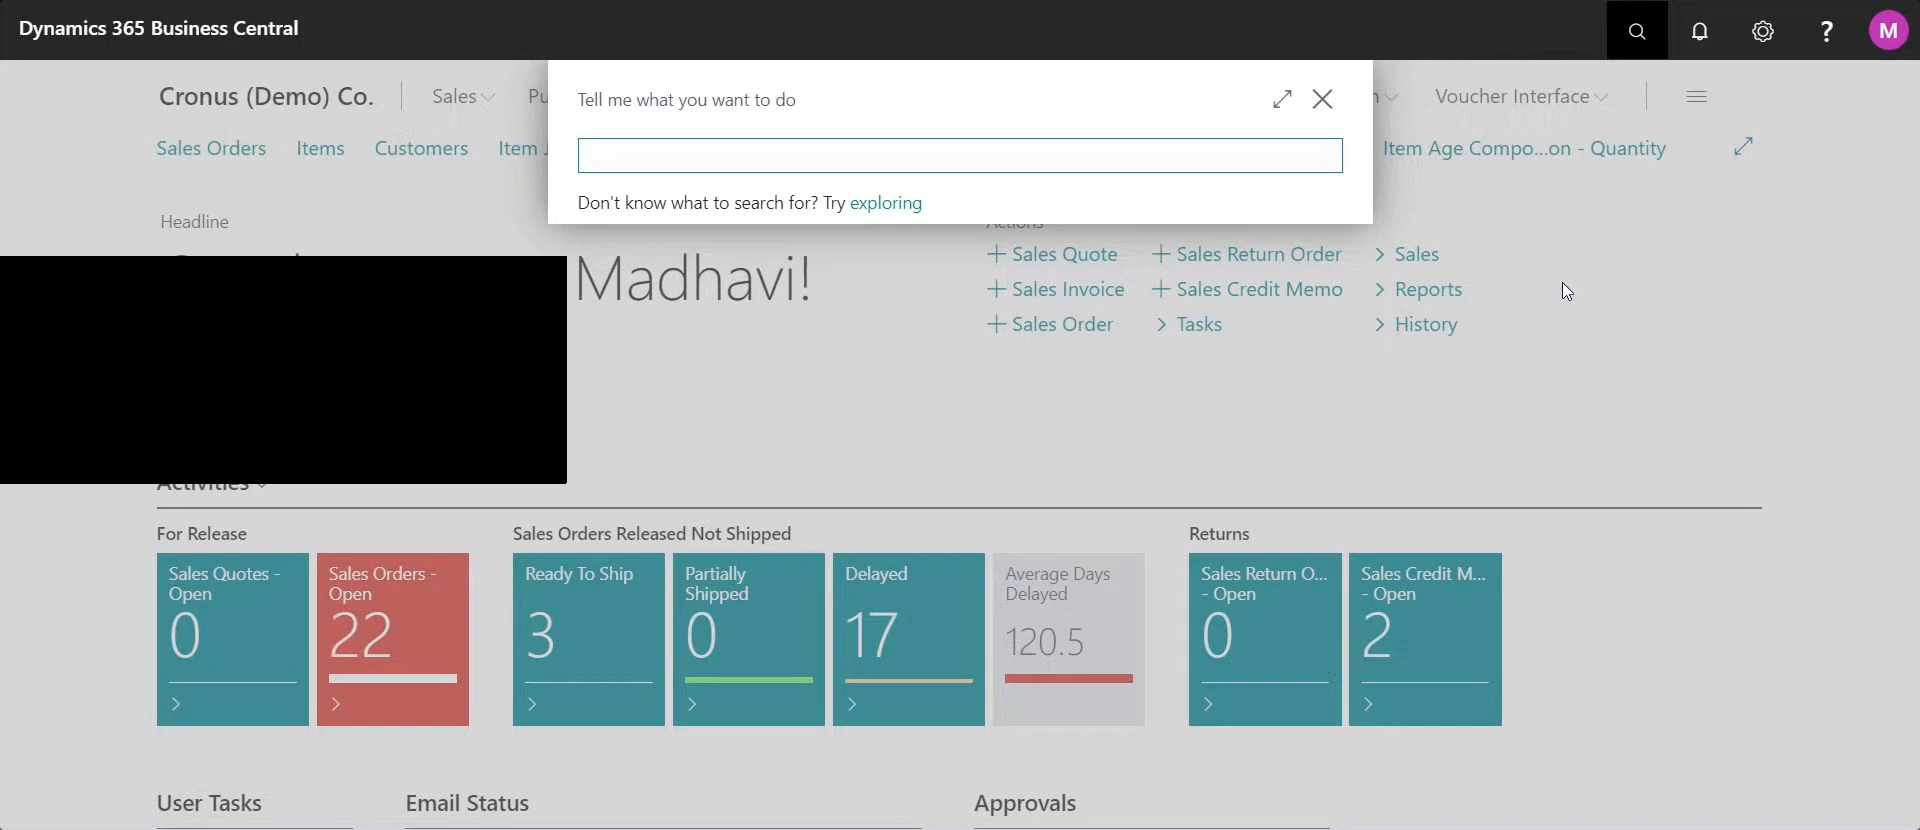 Dynamics 365 Business Central
M
Tell me what you want to do
Cronus (Demo) Co.
Sales
Voucher Interface
Sales Orders
Items
Customers
Item
Item Age Compo...on - Quantity
Don't know what to search for? Try exploring
Headline
Actions
Madhavi!
+ Sales Quote
+ Sales Return Order
> Sales
+ Sales Invoice
+ Sales Credit Memo
> Reports
+ Sales Order
> Tasks
> History
Activities
For Release
Sales Orders Released Not Shipped
Returns
Sales Quotes -
Open
0
Sales Orders -
Open
22
Ready To Ship
3
Partially
Shipped
0
Delayed
17
Average Days
Delayed
120.5
Sales Return O...
- Open
0
Sales Credit M...
- Open
2
User Tasks
Email Status
Approvals